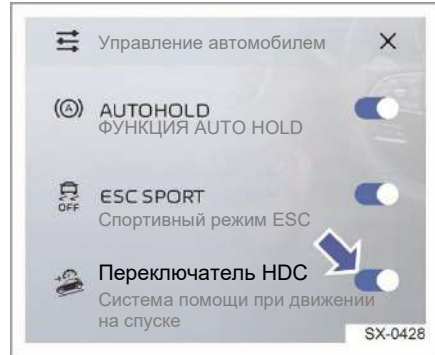 Управление автомобилем
AUTOHOLD
ФУНКЦИЯ AUTO HOLD
OFF
ESC SPORT
Спортивный режим ESC
Переключатель HDC
Система помощи при движении
на спуске
SX-0428